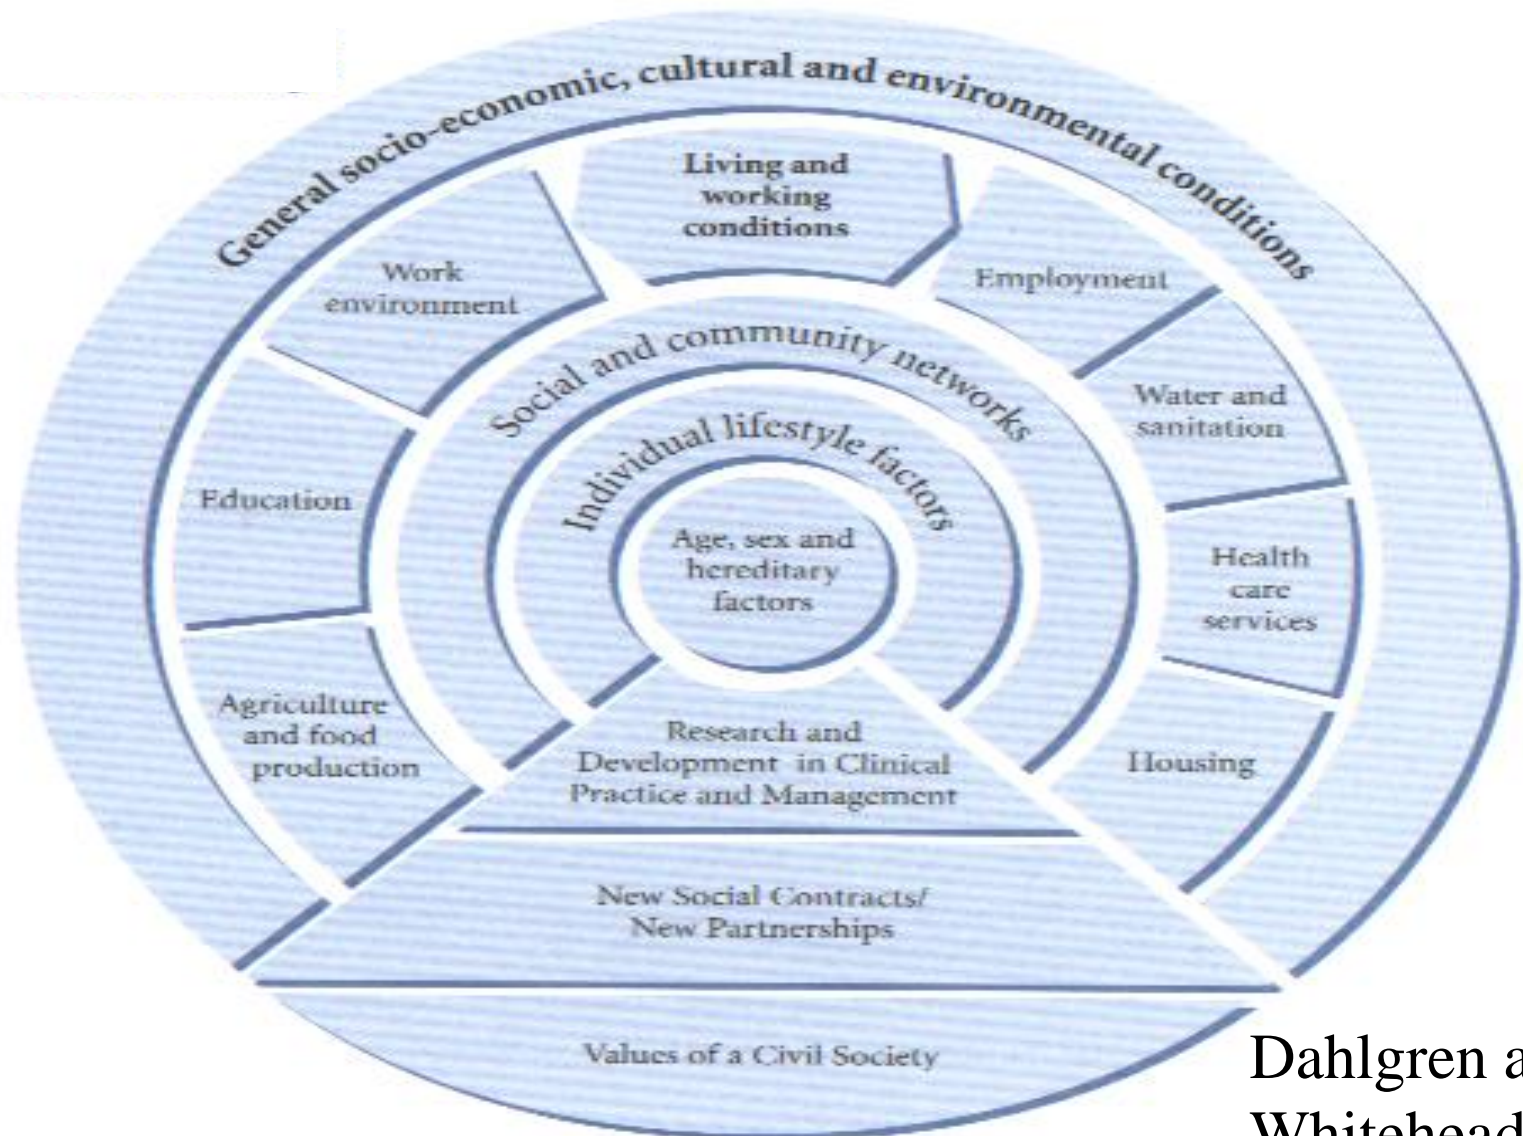 General socio-economic, cultural and environmental conditions
Living and
working
conditions
Work
environment
Employment
Social and community networks
Water and
sanitation
Individual lifestyle factors
Education
Age, sex and
hereditary
factors
Health
care
services
Agriculture
and food
production
Research and
Development in Clinical
Practice and Management
Housing
New Social Contracts/
New Partnerships
Values of a Civil Society
Dahlgren a
Whitehead